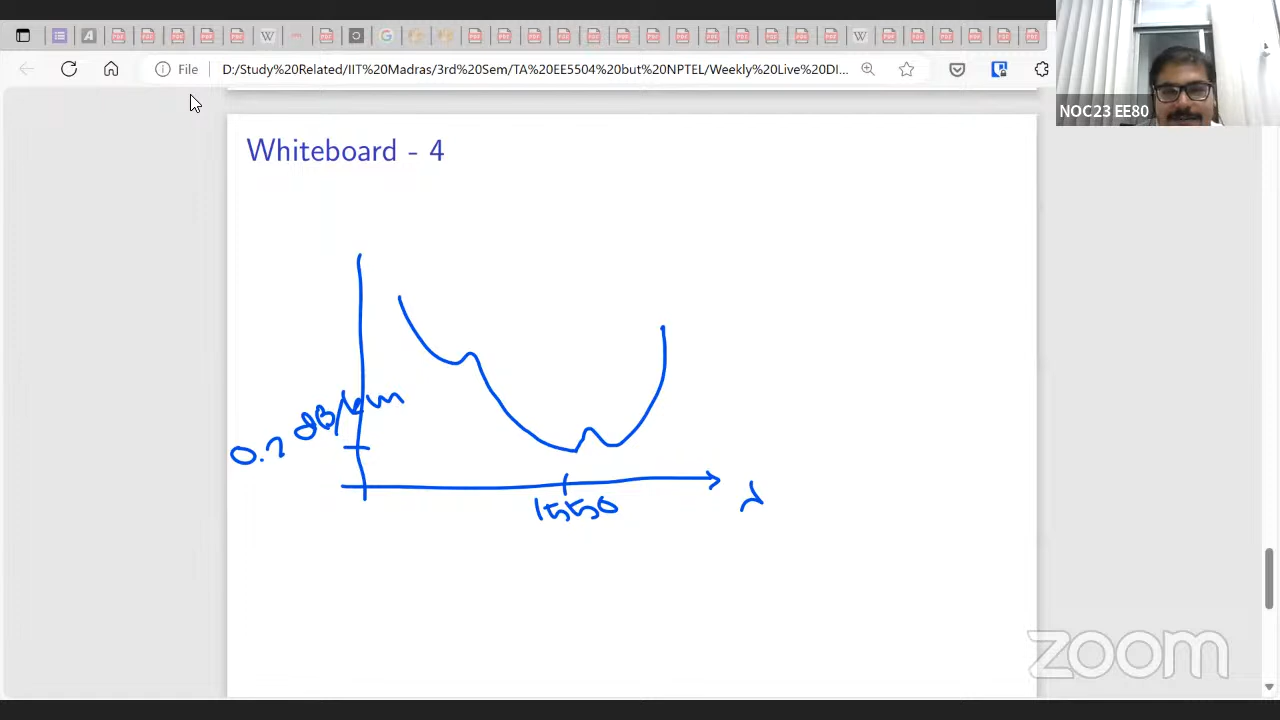 File
D:/Study%20Related/IIT%20Madras/3rd%20Sem/TA%20EE5504%20but%20NPTEL/Weekly%20Live%20DI...
NOC23 EE80
Whiteboard - 4
dB/km
0.2
1550
λ
zoom